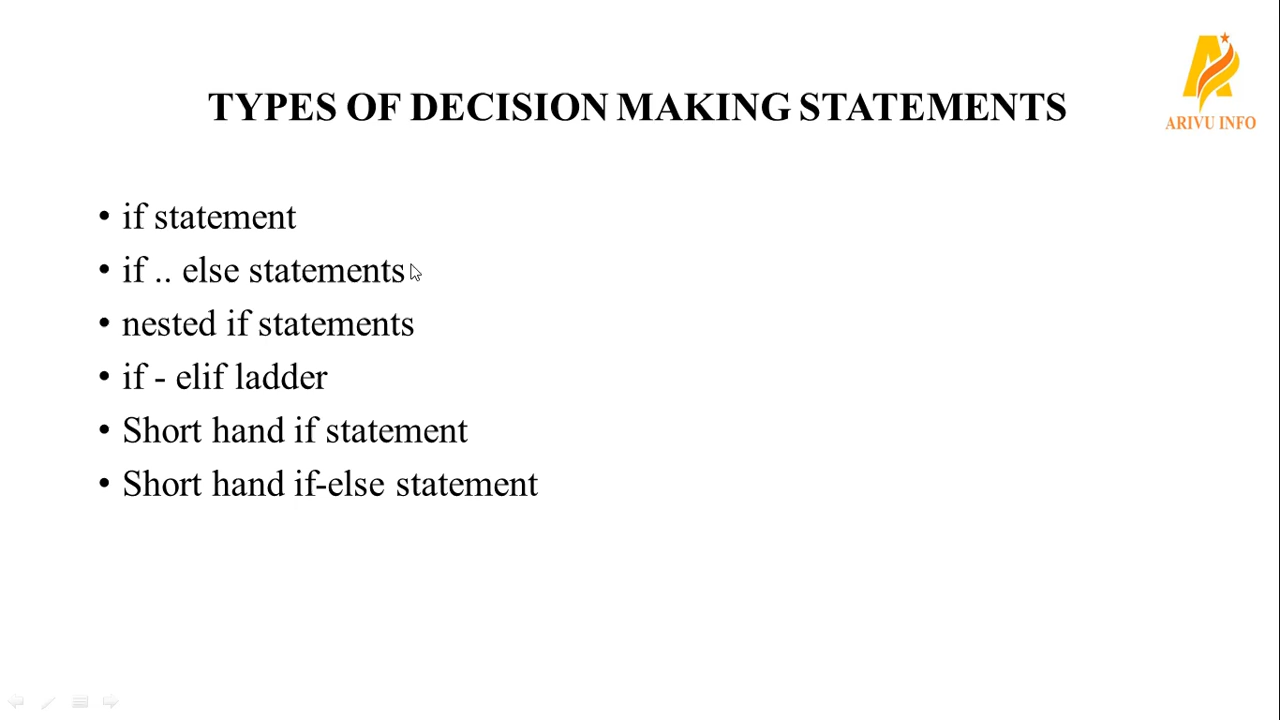 ARIVU INFO
TYPES OF DECISION MAKING STATEMENTS
• if statement
• if .. else statements
• nested if statements
• if - elif ladder
• Short hand if statement
• Short hand if-else statement